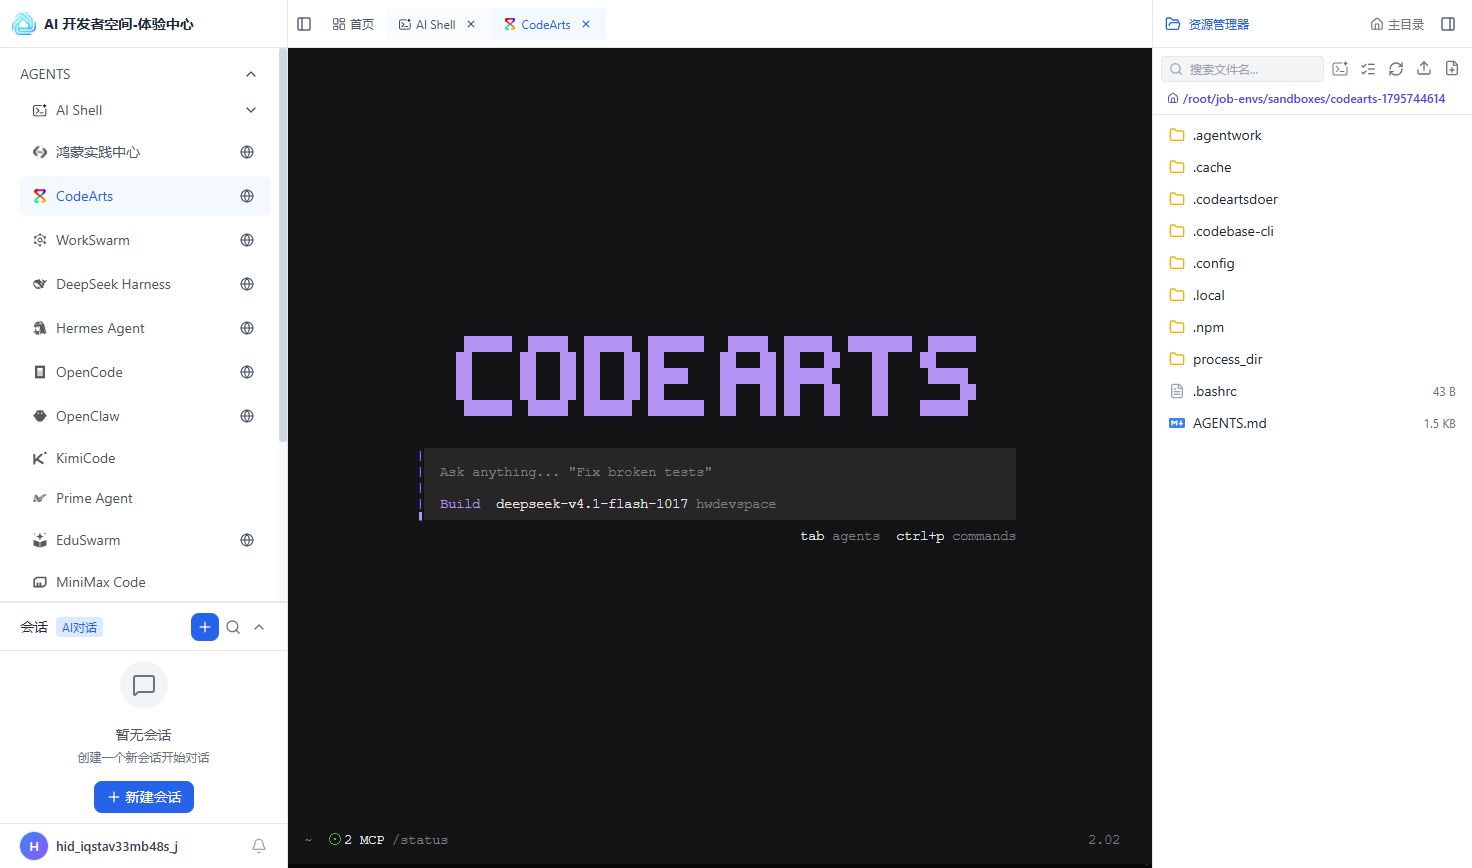 AI 开发者空间-体验中心
AGENTS
AI Shell
鸿蒙实践中心
CodeArts
WorkSwarm
DeepSeek Harness
Hermes Agent
OpenCode
OpenClaw
KimiCode
Prime Agent
EduSwarm
MiniMax Code
会话 AI对话
暂无会话
创建一个新会话开始对话
新建会话
H hid_iqstav33mb48s_j
首页 AI Shell CodeArts
CODEARTS
Ask anything... "Fix broken tests"
Build deepseek-v4.1-flash-1017 hwdevspace
tab agents ctrl+p commands
~ 2 MCP /status 2.02
资源管理器 主目录
搜索文件名...
/root/job-envs/sandboxes/codearts-1795744614
.agentwork
.cache
.codeartsdoer
.codebase-cli
.config
.local
.npm
process_dir
.bashrc 43 B
AGENTS.md 1.5 KB